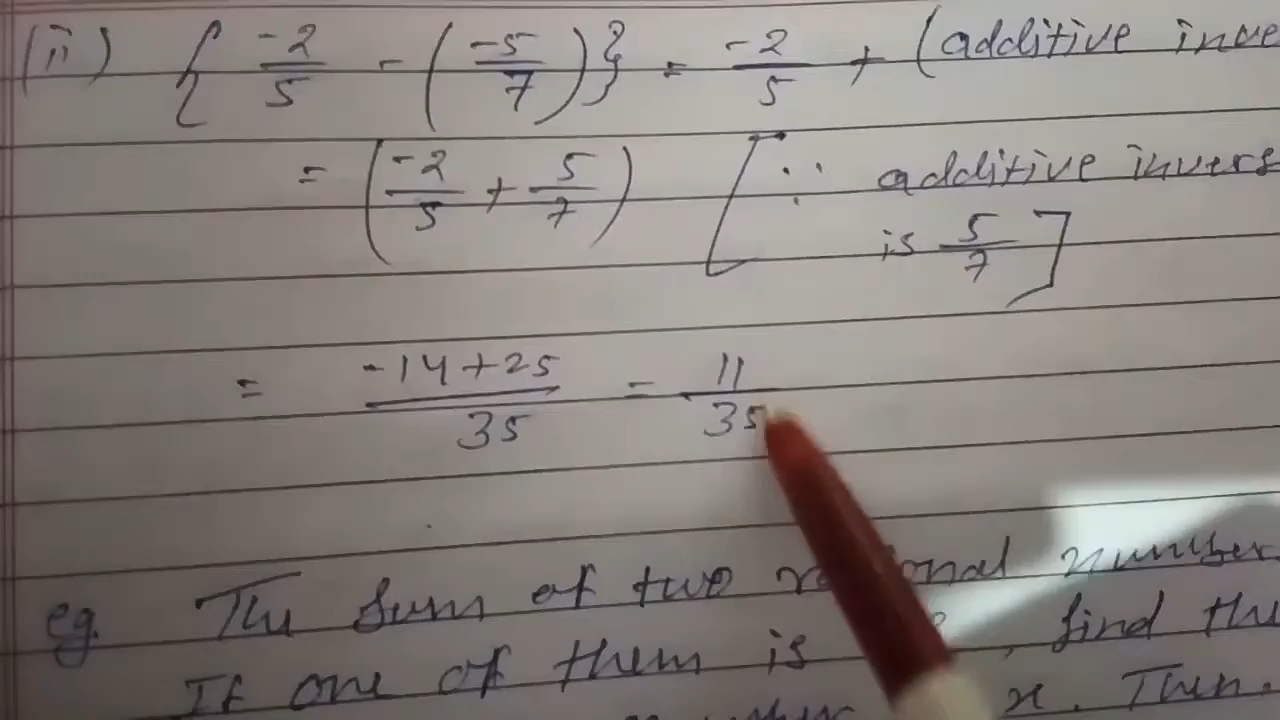 (ii) { -2/5 - (-5/7)} = -2/5 + (additive inve
= (-2/5 + 5/7) [∵ additive invers
is 5/7]
= -14+25/35 = 11/35
eg. The sum of two number
If one of them is , find the
x. Then.